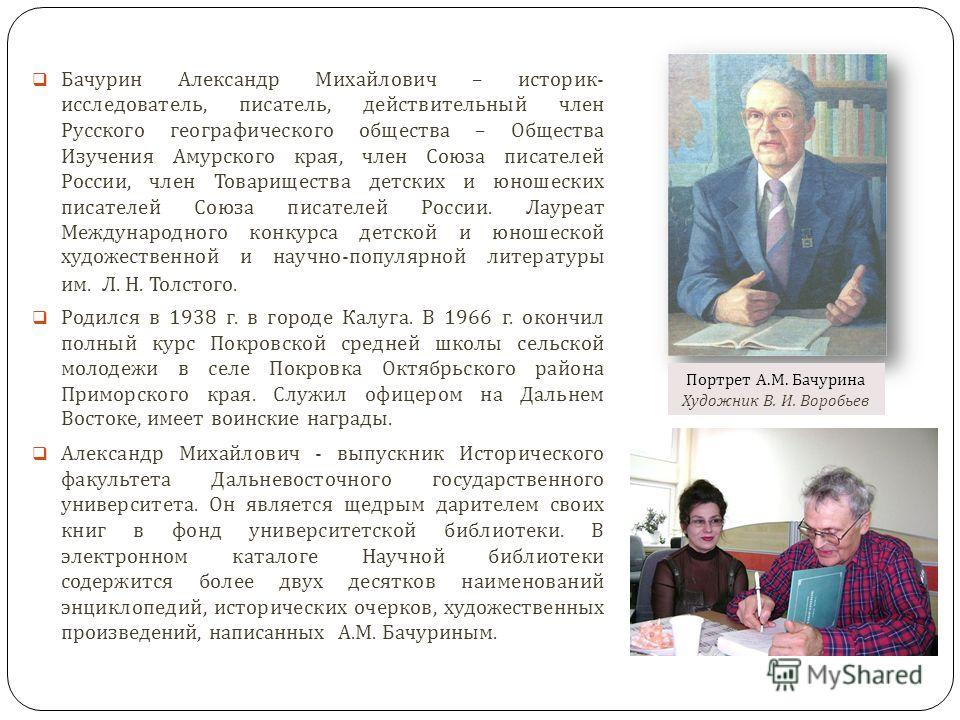 ❑ Бачурин Александр Михайлович – историк-
исследователь, писатель, действительный член
Русского географического общества – Общества
Изучения Амурского края, член Союза писателей
России, член Товарищества детских и юношеских
писателей Союза писателей России. Лауреат
Международного конкурса детской и юношеской
художественной и научно-популярной литературы
им. Л. Н. Толстого.
❑ Родился в 1938 г. в городе Калуга. В 1966 г. окончил
полный курс Покровской средней школы сельской
молодежи в селе Покровка Октябрьского района
Приморского края. Служил офицером на Дальнем
Востоке, имеет воинские награды.
❑ Александр Михайлович - выпускник Исторического
факультета Дальневосточного государственного
университета. Он является щедрым дарителем своих
книг в фонд университетской библиотеки. В
электронном каталоге Научной библиотеки
содержится более двух десятков наименований
энциклопедий, исторических очерков, художественных
произведений, написанных А.М. Бачуриным.
Портрет А.М. Бачурина
Художник В. И. Воробьев
MyShared